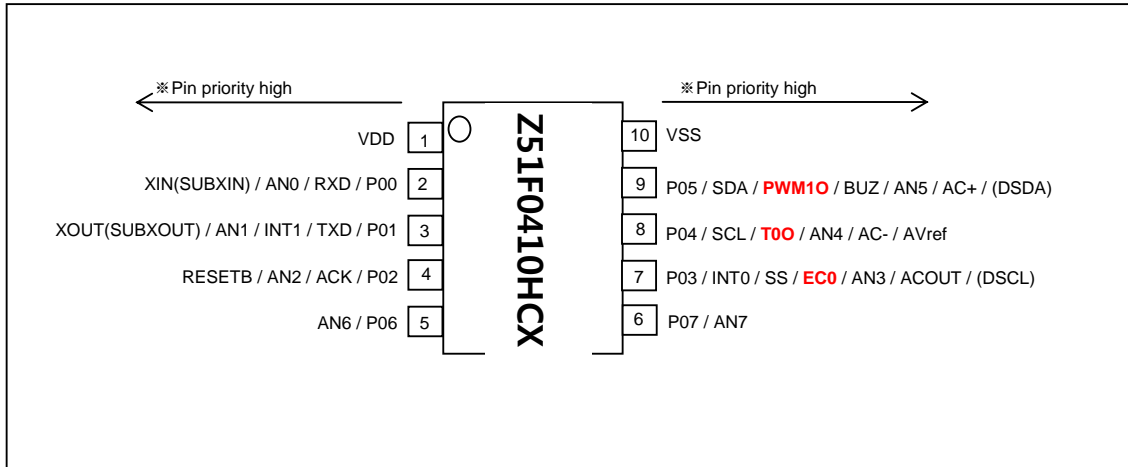 ※Pin priority high
※Pin priority high
VDD 1
XIN(SUBXIN) / AN0 / RXD / P00 2
XOUT(SUBXOUT) / AN1 / INT1 / TXD / P01 3
RESETB / AN2 / ACK / P02 4
AN6 / P06 5
Z51F0410HCX
10 VSS
9 P05 / SDA / PWM1O / BUZ / AN5 / AC+ / (DSDA)
8 P04 / SCL / T0O / AN4 / AC- / AVref
7 P03 / INT0 / SS / EC0 / AN3 / ACOUT / (DSCL)
6 P07 / AN7